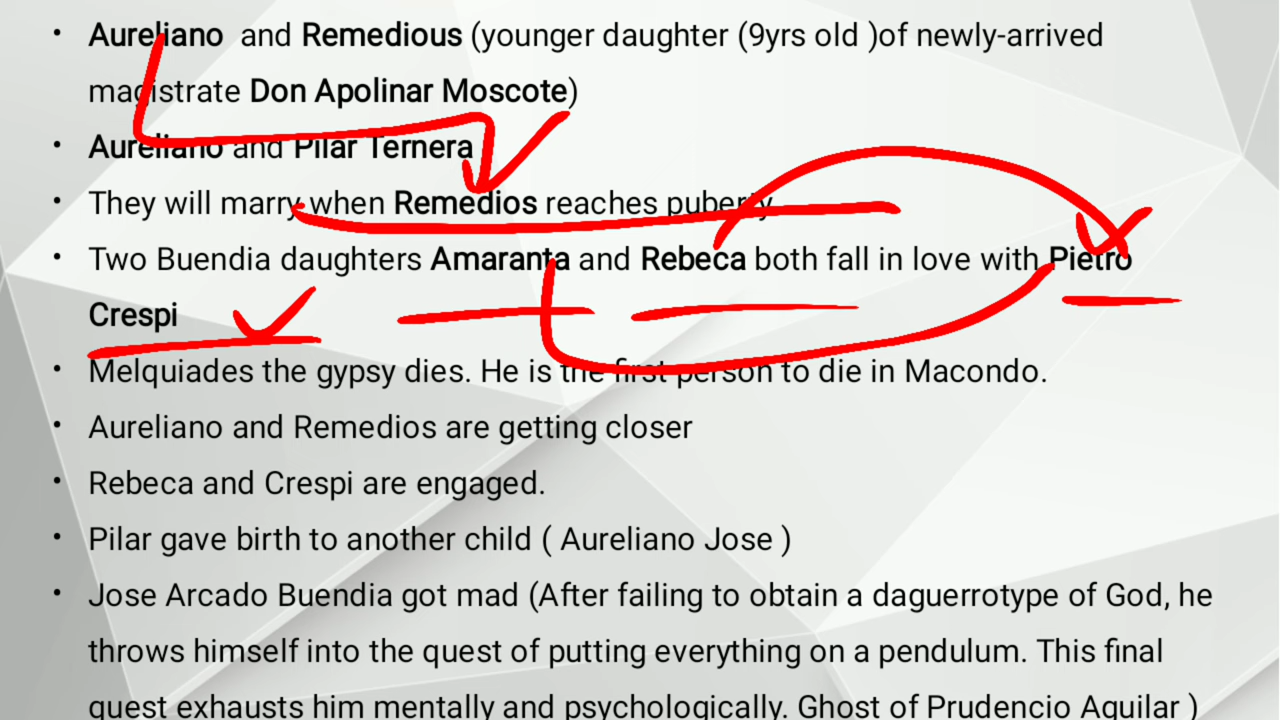 • Aureliano and Remedious (younger daughter (9yrs old )of newly-arrived
magistrate Don Apolinar Moscote)
• Aureliano and Pilar Ternera
• They will marry when Remedios reaches puberty
Two Buendia daughters Amaranta and Rebeca both fall in love with Pietro
Crespi
• Melquiades the gypsy dies. He is the first person to die in Macondo.
• Aureliano and Remedios are getting closer
• Rebeca and Crespi are engaged.
• Pilar gave birth to another child ( Aureliano Jose )
• Jose Arcado Buendia got mad (After failing to obtain a daguerrotype of God, he
throws himself into the quest of putting everything on a pendulum. This final
quest exhausts him mentally and psychologically. Ghost of Prudencio Aguilar )